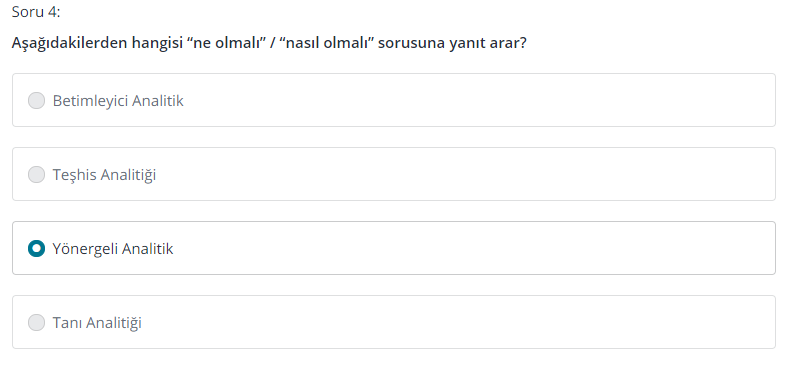 Soru 4:
Aşağıdakilerden hangisi “ne olmalı” / “nasıl olmalı” sorusuna yanıt arar?
Betimleyici Analitik
Teşhis Analitiği
Yönergeli Analitik
Tanı Analitiği